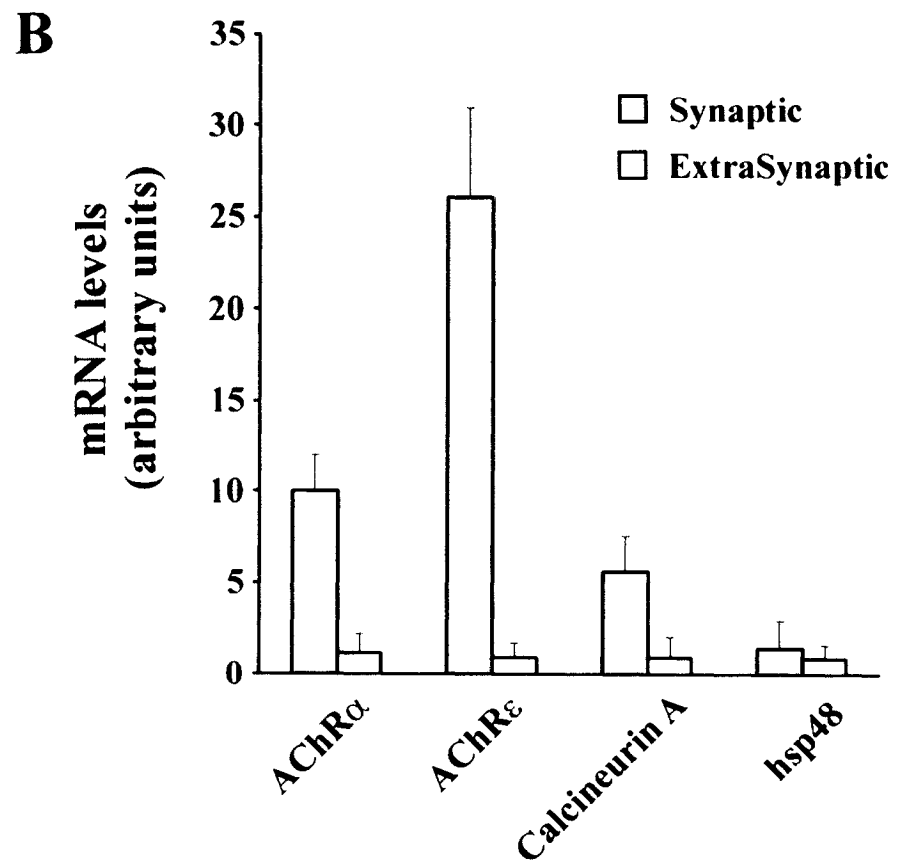 B
mRNA levels
(arbitrary units)
35
30
25
20
15
10
5
0
Synaptic
ExtraSynaptic
AChRα
AChRε
Calcineurin A
hsp48